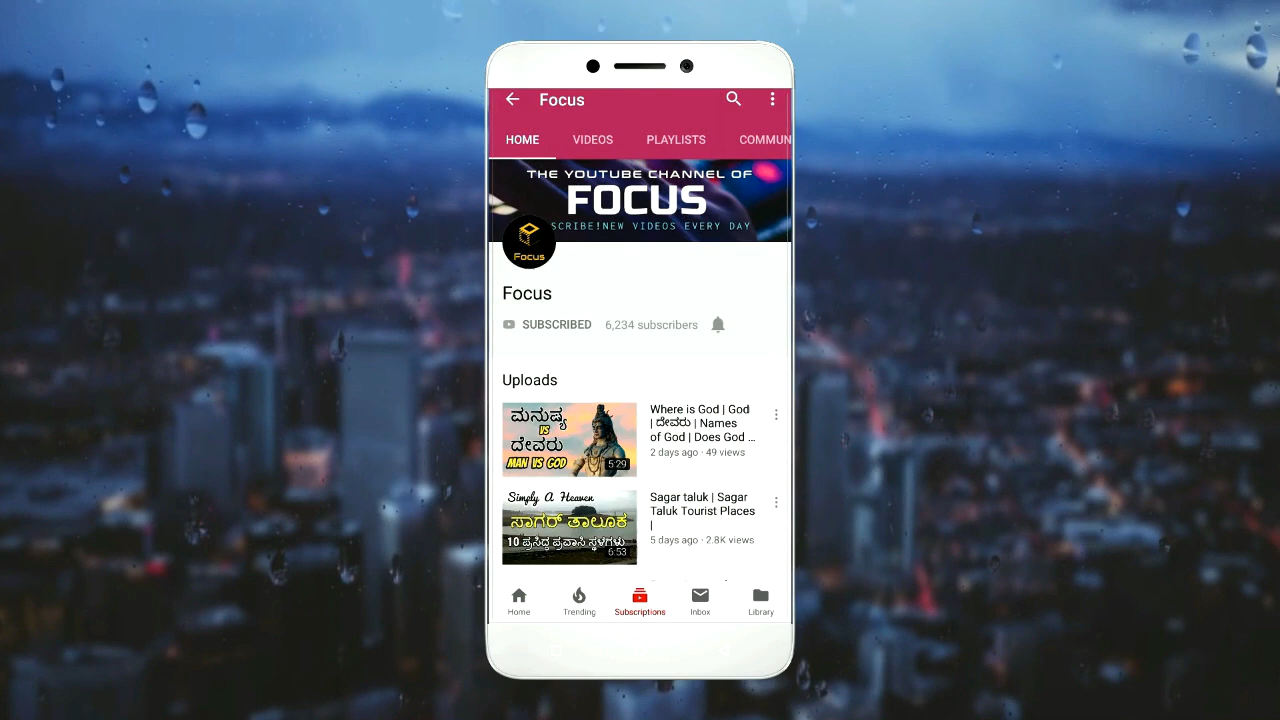 Focus
HOME VIDEOS PLAYLISTS COMMUN
THE YOUTUBE CHANNEL OF
FOCUS
SCRIBE!NEW VIDEOS EVERY DAY
Focus
Focus
SUBSCRIBED 6,234 subscribers
Uploads
ಮನುಷ್ಯ
VS
ದೇವರು
MAN VS GOD
5:29
Where is God | God
| ದೇವರು | Names
of God | Does God ...
2 days ago · 49 views
Simply A Heaven
ಸಾಗರ್ ತಾಲೂಕ
10 ಪ್ರಸಿದ್ಧ ಪ್ರವಾಸಿ ಸ್ಥಳಗಳು
6:53
Sagar taluk | Sagar
Taluk Tourist Places
|
5 days ago · 2.8K views
Home Trending Subscriptions Inbox Library